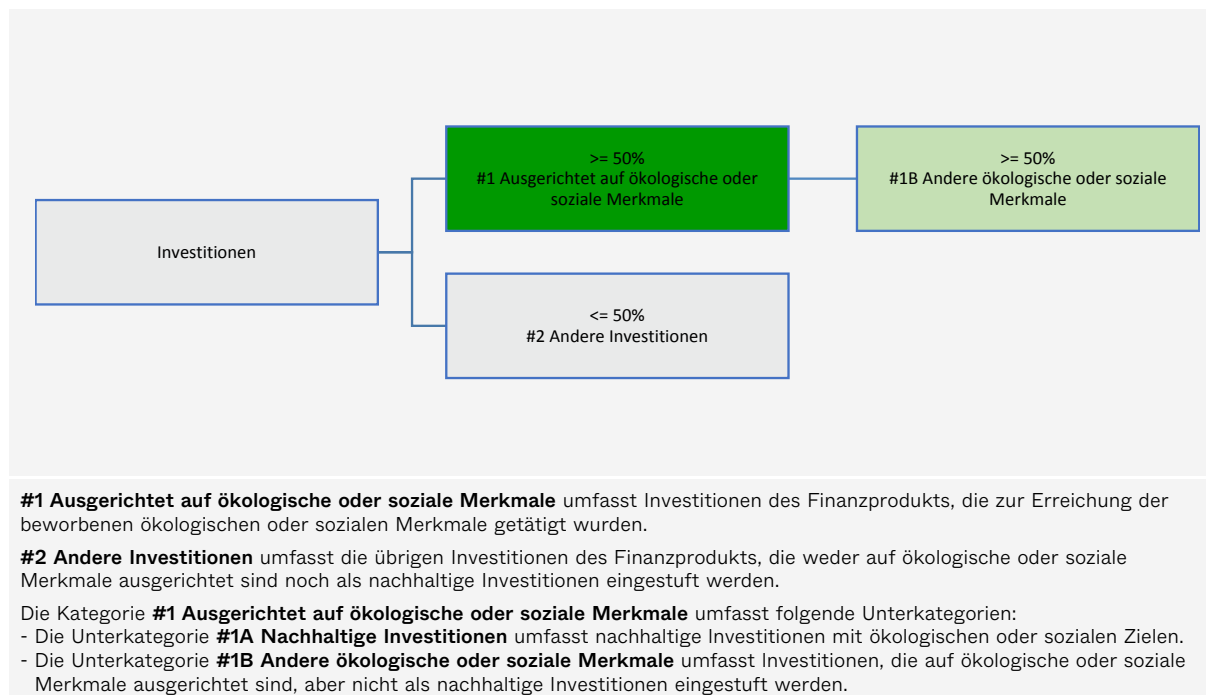 >= 50%
#1 Ausgerichtet auf ökologische oder
soziale Merkmale
>= 50%
#1B Andere ökologische oder soziale
Merkmale
Investitionen
<= 50%
#2 Andere Investitionen
#1 Ausgerichtet auf ökologische oder soziale Merkmale umfasst Investitionen des Finanzprodukts, die zur Erreichung der
beworbenen ökologischen oder sozialen Merkmale getätigt wurden.
#2 Andere Investitionen umfasst die übrigen Investitionen des Finanzprodukts, die weder auf ökologische oder soziale
Merkmale ausgerichtet sind noch als nachhaltige Investitionen eingestuft werden.
Die Kategorie #1 Ausgerichtet auf ökologische oder soziale Merkmale umfasst folgende Unterkategorien:
- Die Unterkategorie #1A Nachhaltige Investitionen umfasst nachhaltige Investitionen mit ökologischen oder sozialen Zielen.
- Die Unterkategorie #1B Andere ökologische oder soziale Merkmale umfasst Investitionen, die auf ökologische oder soziale
Merkmale ausgerichtet sind, aber nicht als nachhaltige Investitionen eingestuft werden.